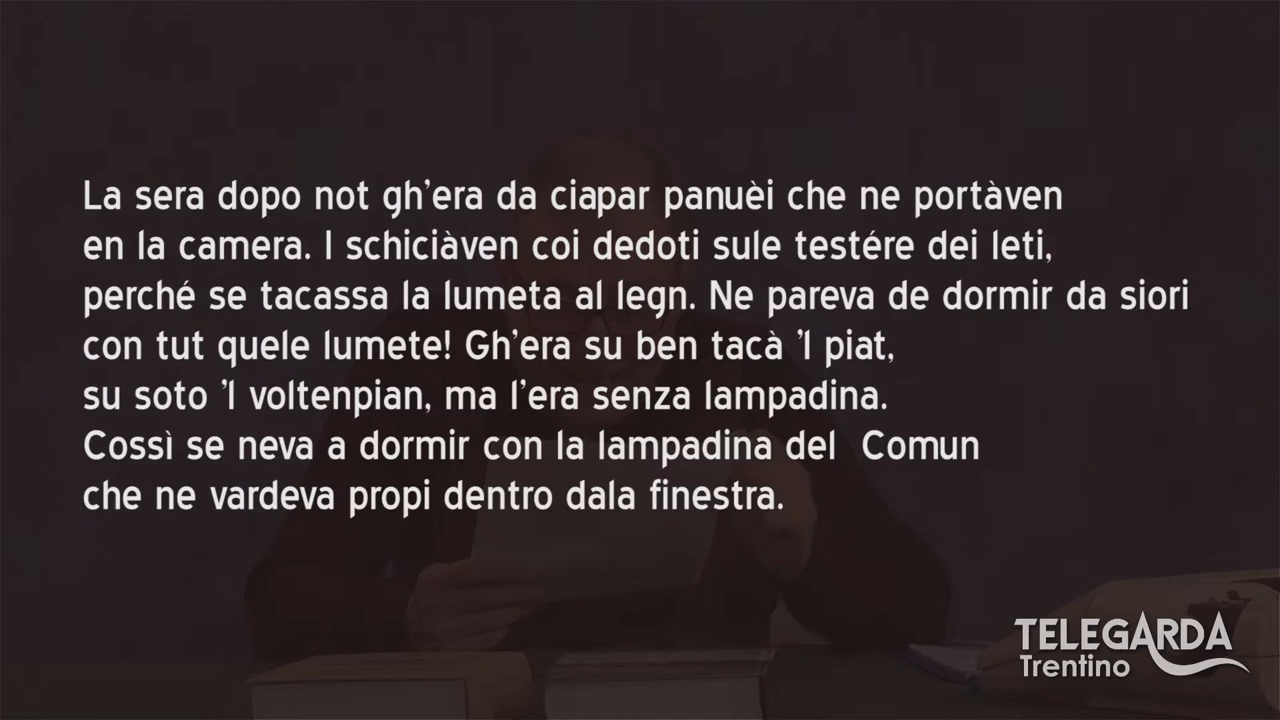 La sera dopo not gh'era da ciapar panuèi che ne portàven
en la camera. I schiciàven coi dedoti sule testére dei leti,
perché se tacassa la lumeta al legn. Ne pareva de dormir da siori
con tut quele lumete! Gh'era su ben tacà 'l piat,
su soto 'l voltenpian, ma l'era senza lampadina.
Cossì se neva a dormir con la lampadina del  Comun
che ne vardeva propi dentro dala finestra.
TELEGARDA
Trentino